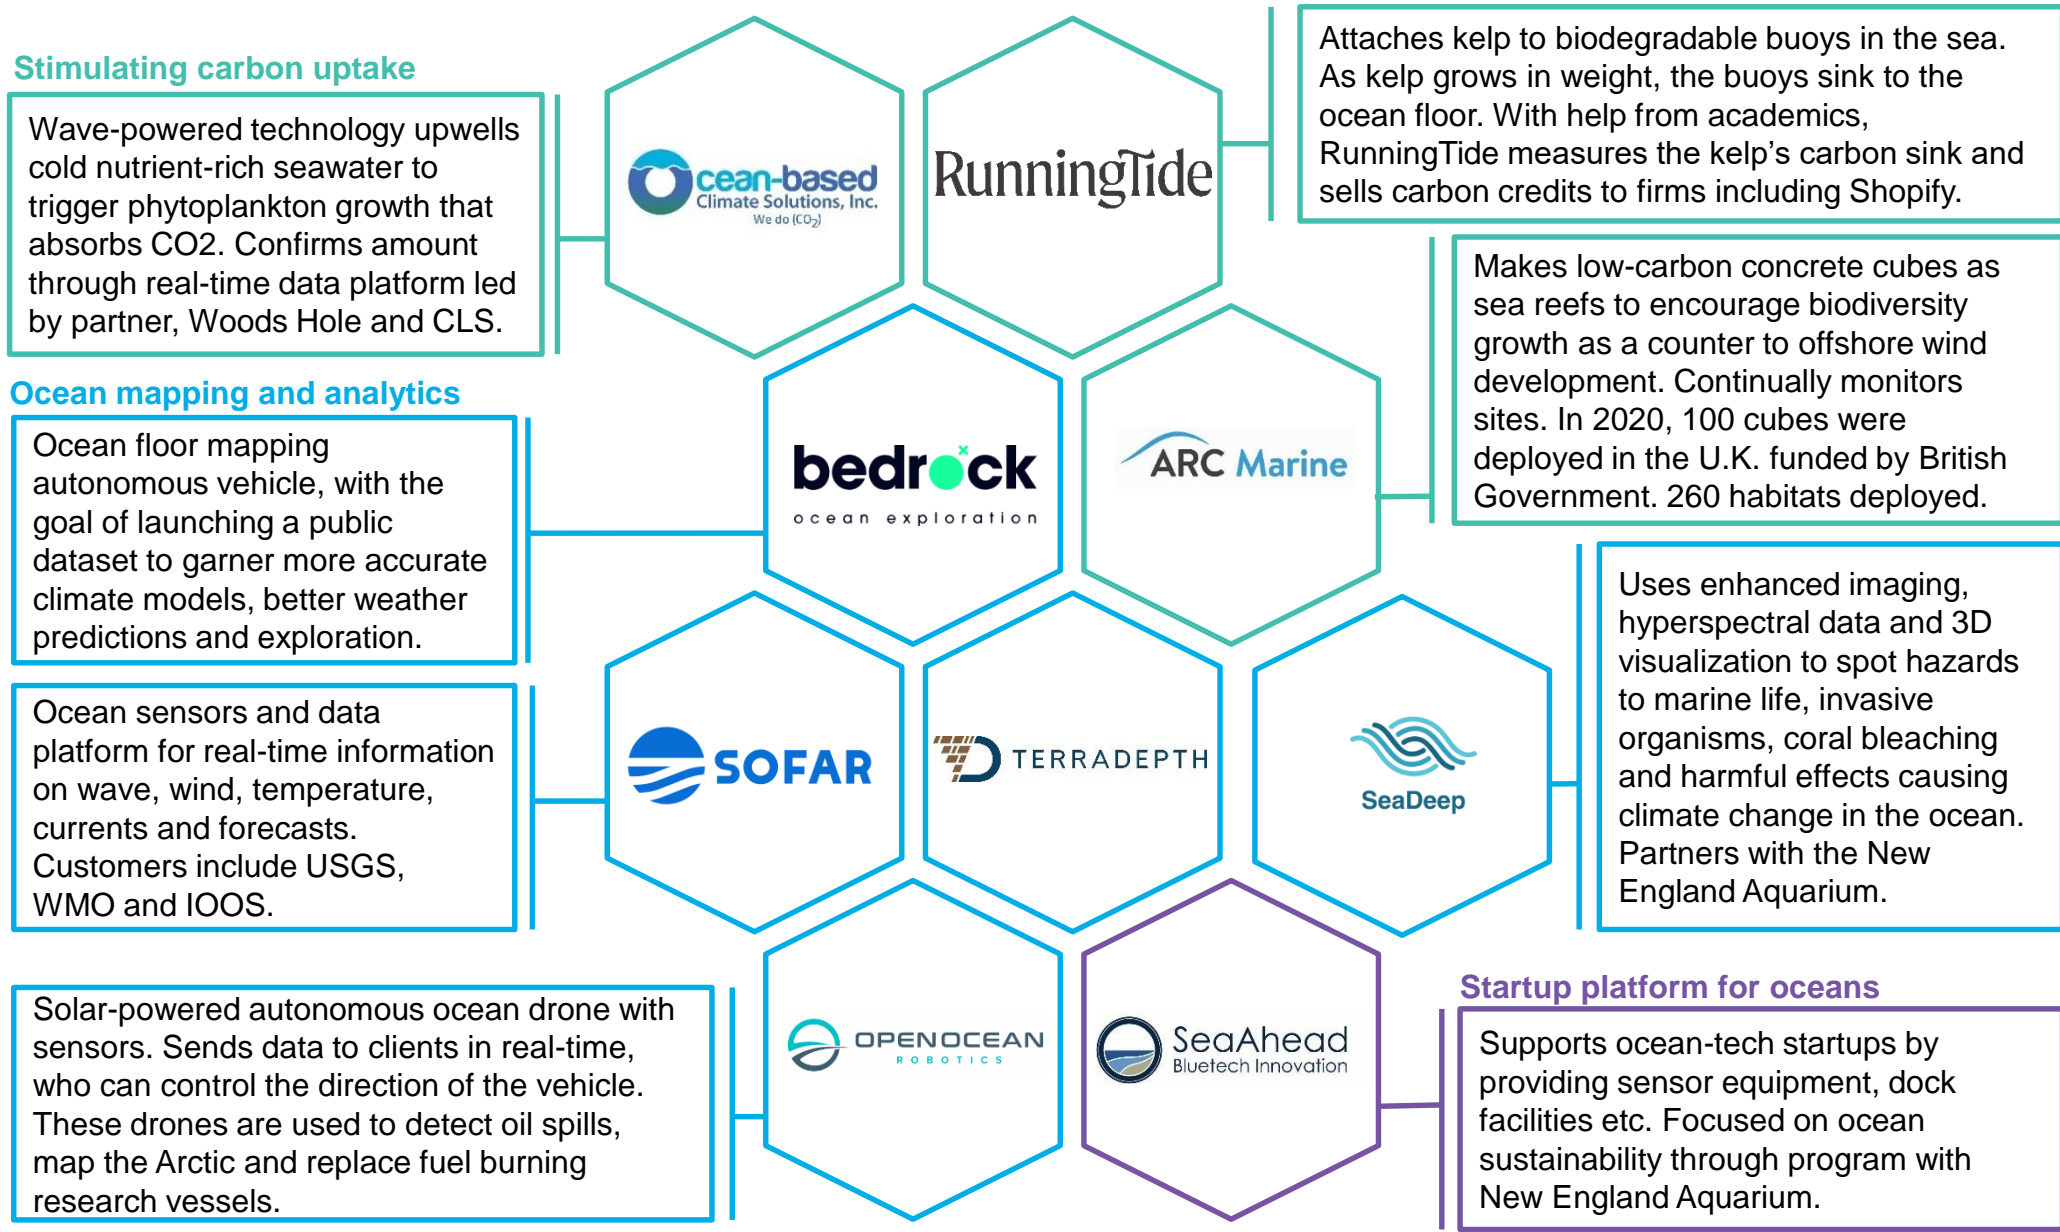 Stimulating carbon uptake
Wave-powered technology upwells
cold nutrient-rich seawater to
trigger phytoplankton growth that
absorbs CO2. Confirms amount
through real-time data platform led
by partner, Woods Hole and CLS.
cean-based
Climate Solutions, Inc.
We do (CO2)
RunningTide
Attaches kelp to biodegradable buoys in the sea.
As kelp grows in weight, the buoys sink to the
ocean floor. With help from academics,
RunningTide measures the kelp’s carbon sink and
sells carbon credits to firms including Shopify.
Makes low-carbon concrete cubes as
sea reefs to encourage biodiversity
growth as a counter to offshore wind
development. Continually monitors
sites. In 2020, 100 cubes were
deployed in the U.K. funded by British
Government. 260 habitats deployed.
Ocean mapping and analytics
Ocean floor mapping
autonomous vehicle, with the
goal of launching a public
dataset to garner more accurate
climate models, better weather
predictions and exploration.
bedrock
ocean exploration
ARC Marine
Ocean sensors and data
platform for real-time information
on wave, wind, temperature,
currents and forecasts.
Customers include USGS,
WMO and IOOS.
SOFAR
TERRADEPTH
SeaDeep
Uses enhanced imaging,
hyperspectral data and 3D
visualization to spot hazards
to marine life, invasive
organisms, coral bleaching
and harmful effects causing
climate change in the ocean.
Partners with the New
England Aquarium.
Solar-powered autonomous ocean drone with
sensors. Sends data to clients in real-time,
who can control the direction of the vehicle.
These drones are used to detect oil spills,
map the Arctic and replace fuel burning
research vessels.
OPENOCEAN
ROBOTICS
SeaAhead
Bluetech Innovation
Startup platform for oceans
Supports ocean-tech startups by
providing sensor equipment, dock
facilities etc. Focused on ocean
sustainability through program with
New England Aquarium.